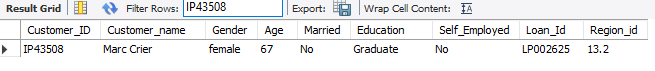 Result Grid Filter Rows: IP43508 Export: Wrap Cell Content:
Customer_ID Customer_name Gender Age Married Education Self_Employed Loan_Id Region_id
IP43508 Marc Crier female 67 No Graduate No LP002625 13.2